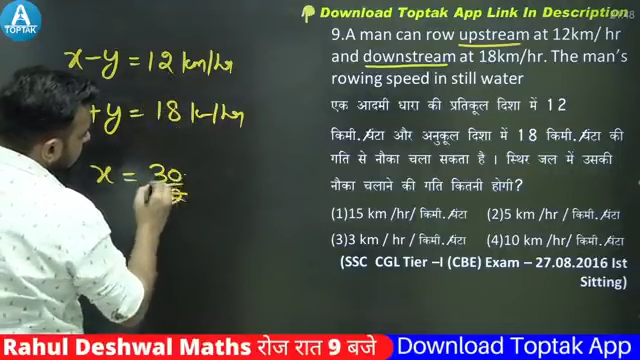 TOPTAK
Download Toptak App Link In Description
x-y = 12 km/hr
+y = 18 km/hr
x = 30
9.A man can row upstream at 12km/ hr
and downstream at 18km/hr. The man's
rowing speed in still water
एक आदमी धारा की प्रतिकूल दिशा में 12
किमी./घंटा और अनुकूल दिशा में 18 किमी./घंटा की
गति से नौका चला सकता है । स्थिर जल में उसकी
नौका चलाने की गति कितनी होगी?
(1)15 km /hr/ किमी./घंटा (2)5 km /hr/ किमी./घंटा
(3)3 km / hr / किमी./घंटा (4)10 km /hr/ किमी./घंटा
(SSC CGL Tier –I (CBE) Exam – 27.08.2016 Ist
Sitting)
Rahul Deshwal Maths रोज रात 9 बजे
Download Toptak App